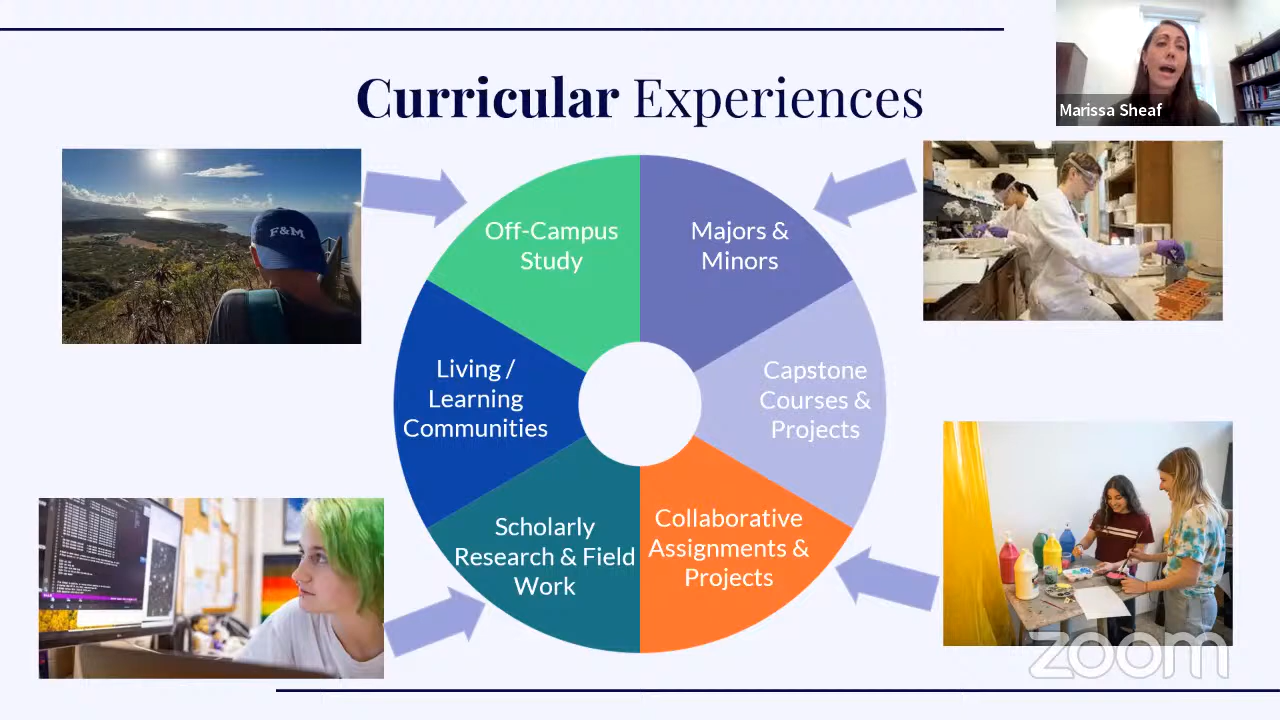 Curricular Experiences
Marissa Sheaf
F&M
Off-Campus
Study
Majors &
Minors
Living /
Learning
Communities
Capstone
Courses &
Projects
Scholarly
Research & Field
Work
Collaborative
Assignments &
Projects
zoom